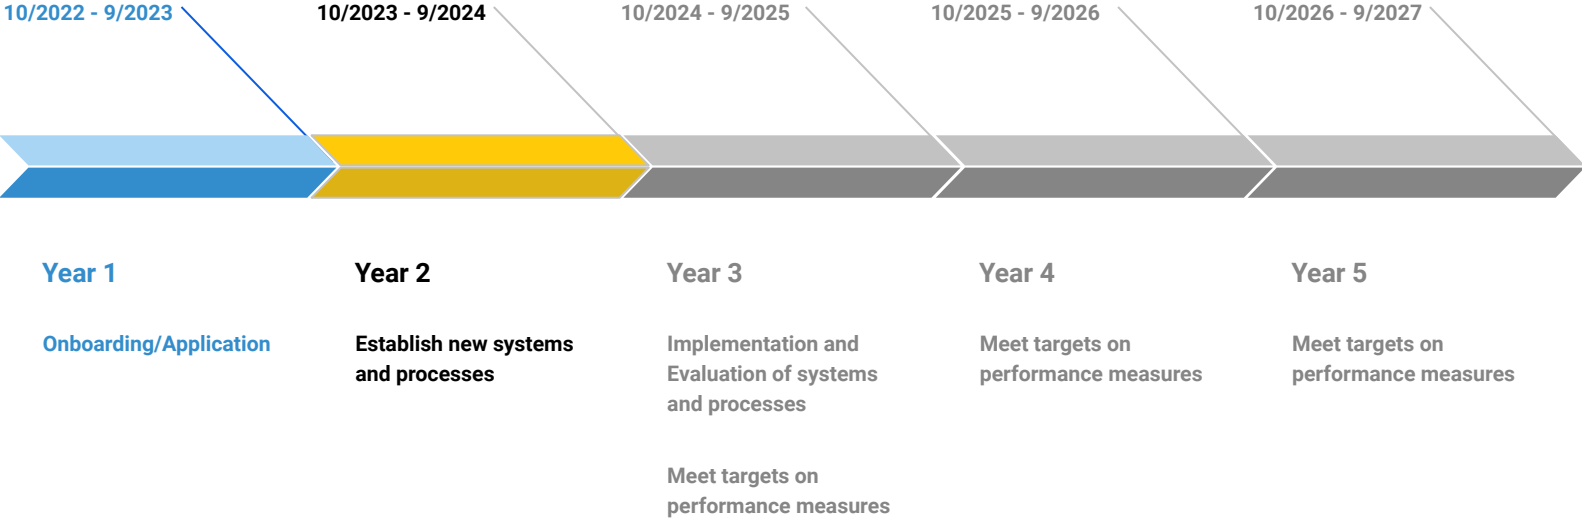 10/2022 - 9/2023
10/2023 - 9/2024
10/2024 - 9/2025
10/2025 - 9/2026
10/2026 - 9/2027
Year 1
Onboarding/Application
Year 2
Establish new systems
and processes
Year 3
Implementation and
Evaluation of systems
and processes
Meet targets on
performance measures
Year 4
Meet targets on
performance measures
Year 5
Meet targets on
performance measures